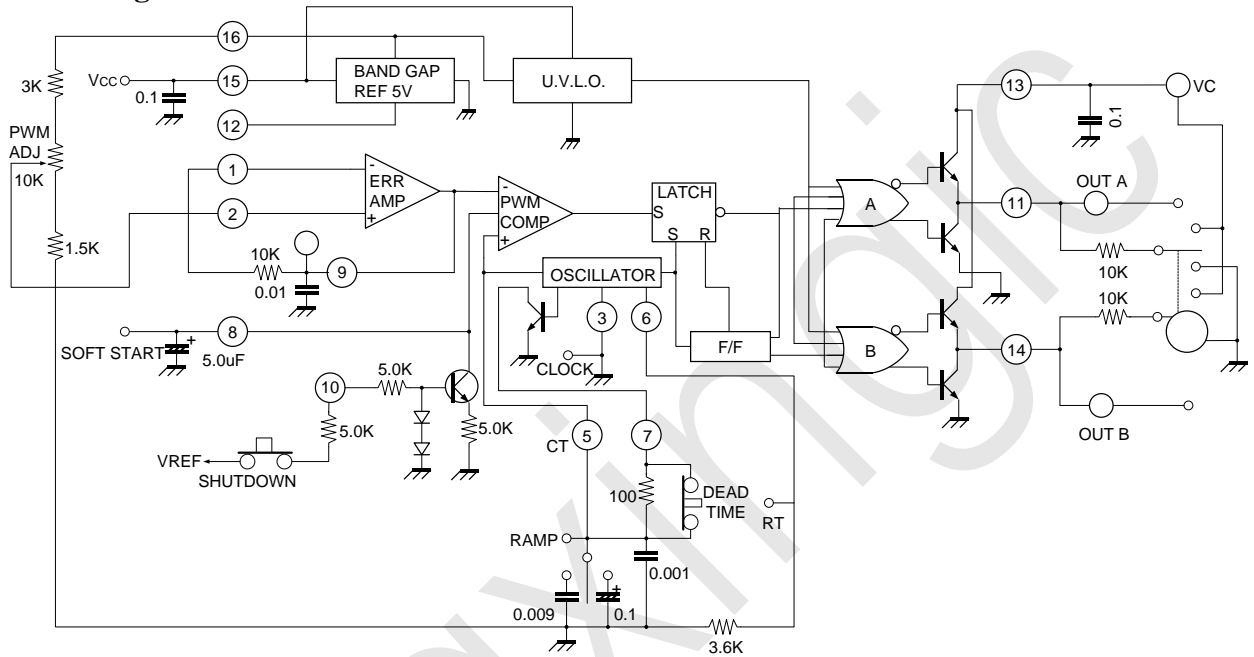 16
VCC
15
BAND GAP
REF 5V
U.V.L.O.
13
VC
3K
0.1
0.1
12
PWM
ADJ
10K
1
-
ERR
AMP
+
2
-
PWM
COMP
+
LATCH
S
S
R
A
11
OUT A
1.5K
10K
9
0.01
OSCILLATOR
10K
10K
3
6
8
SOFT START
+
5.0uF
F/F
B
14
CLOCK
10
5.0K
5.0K
5.0K
CT
5
7
OUT B
VREF
SHUTDOWN
100
DEAD
TIME
RT
RAMP
0.001
+
0.009
0.1
3.6K
gxingic